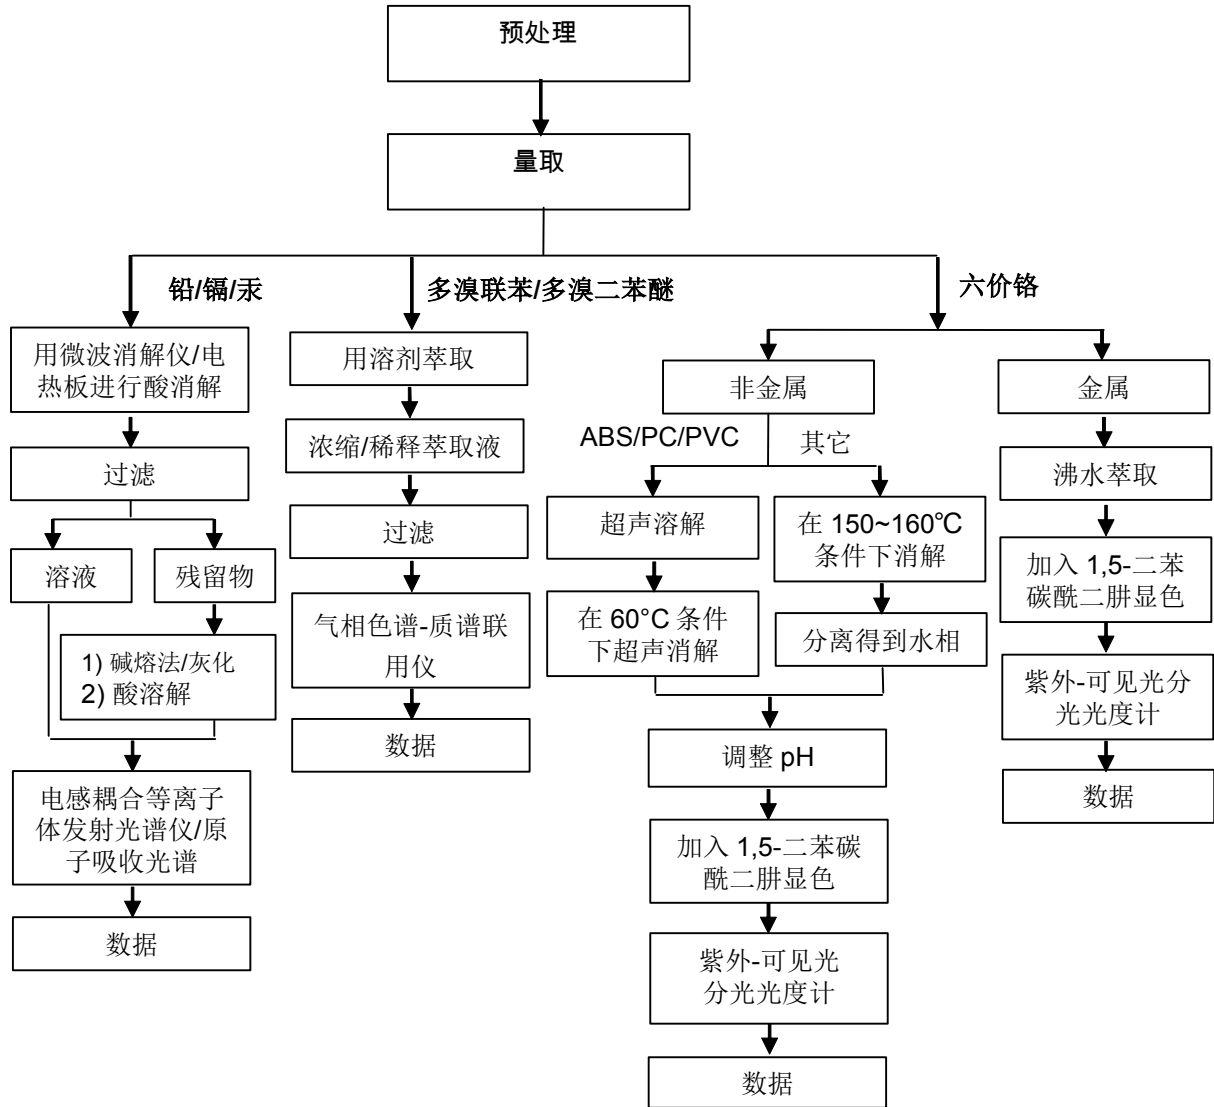 预处理
量取
铅/镉/汞
多溴联苯/多溴二苯醚
六价铬
用微波消解仪/电
热板进行酸消解
过滤
溶液
残留物
1) 碱熔法/灰化
2) 酸溶解
电感耦合等离子
体发射光谱仪/原
子吸收光谱
数据
用溶剂萃取
浓缩/稀释萃取液
过滤
气相色谱-质谱联
用仪
数据
非金属
ABS/PC/PVC
其它
超声溶解
在 60°C 条件
下超声消解
在 150~160℃
条件下消解
分离得到水相
调整 pH
加入 1,5-二苯碳
酰二肼显色
紫外-可见光
分光光度计
数据
金属
沸水萃取
加入 1,5-二苯
碳酰二肼显色
紫外-可见光分
光光度计
数据